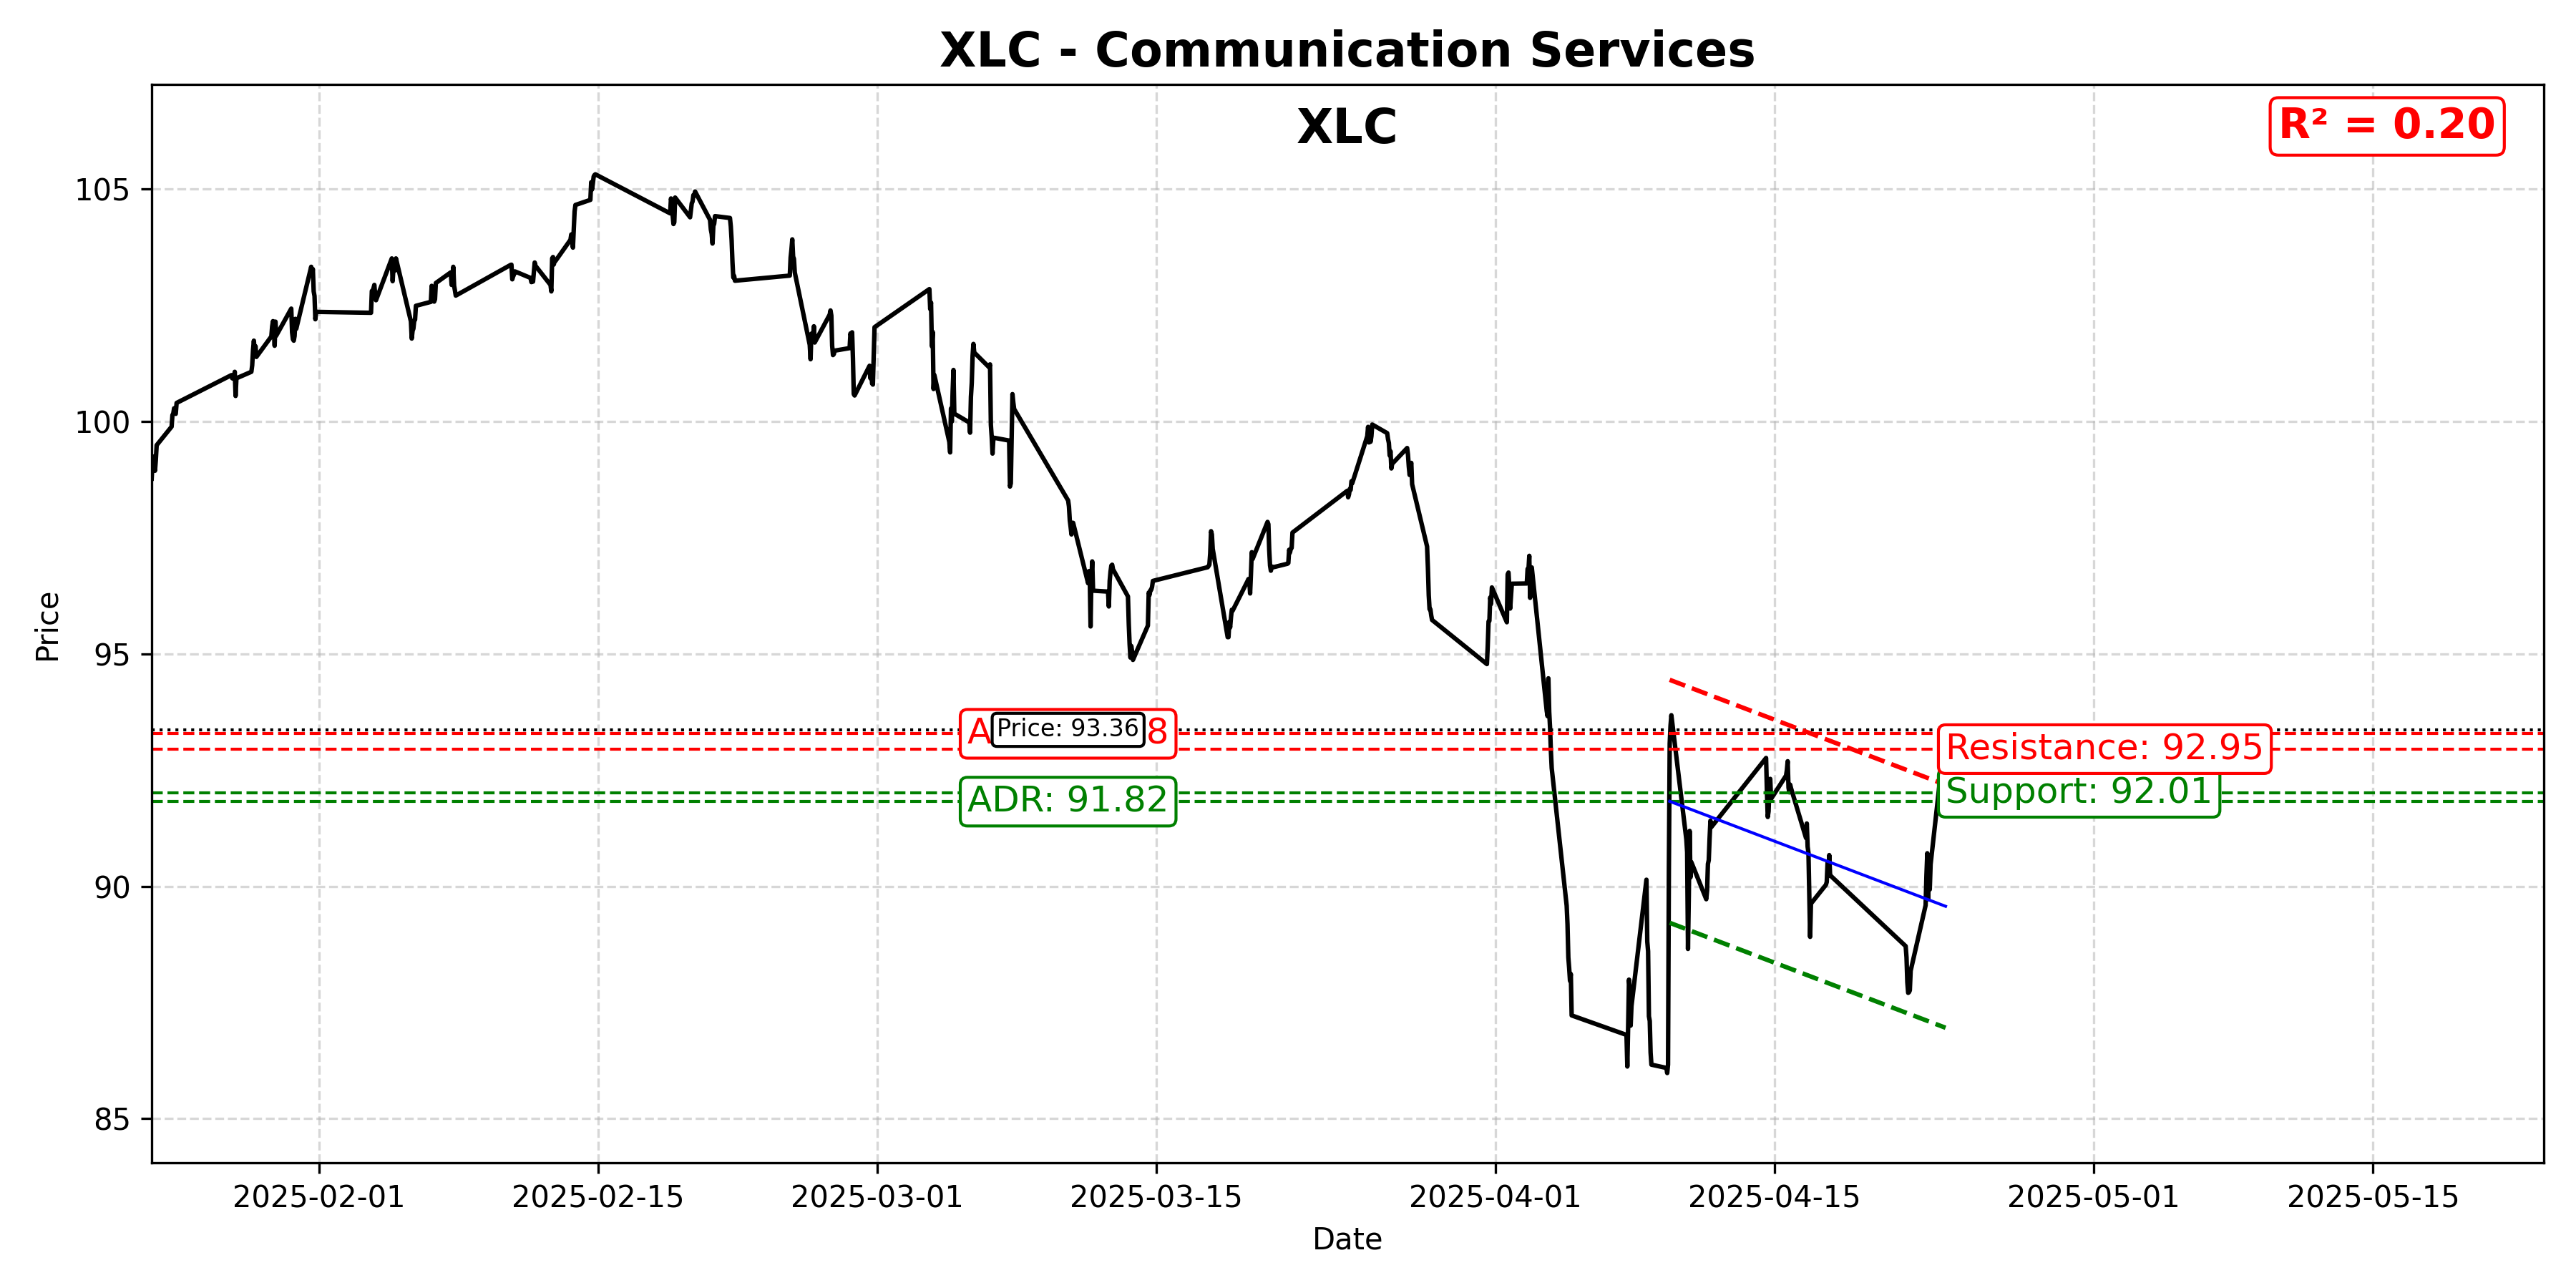 XLC - Communication Services
XLC
R² = 0.20
105
100
95
90
85
Price
Price: 93.36
Resistance: 92.95
Support: 92.01
ADR: 91.82
2025-02-01
2025-02-15
2025-03-01
2025-03-15
2025-04-01
2025-04-15
2025-05-01
2025-05-15
Date